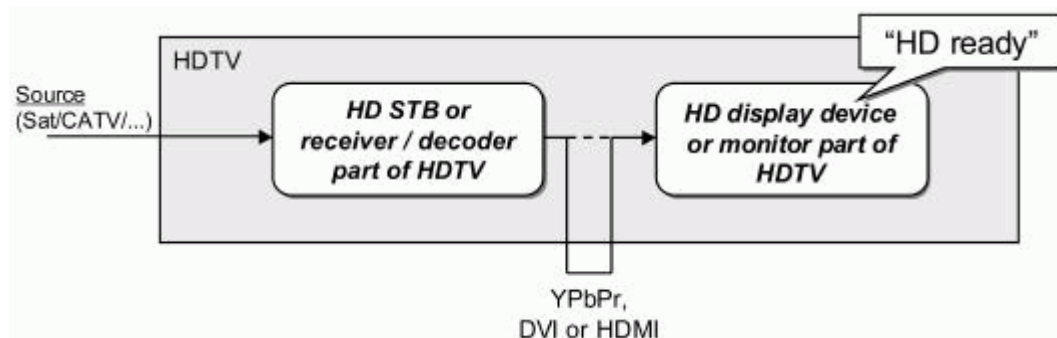 “HD ready”
HDTV
Source
(Sat/CATV/...)
HD STB or
receiver / decoder
part of HDTV
HD display device
or monitor part of
HDTV
YPbPr,
DVI or HDMI